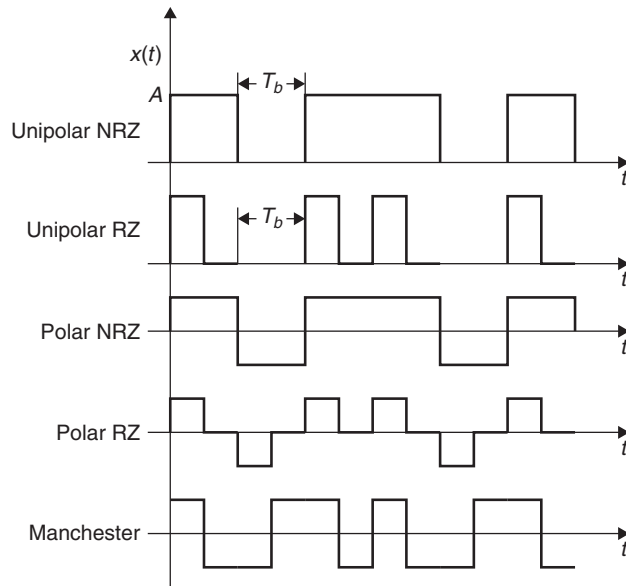 x(t)
A
T_b
Unipolar NRZ
t
Unipolar RZ
T_b
t
Polar NRZ
t
Polar RZ
t
Manchester
t